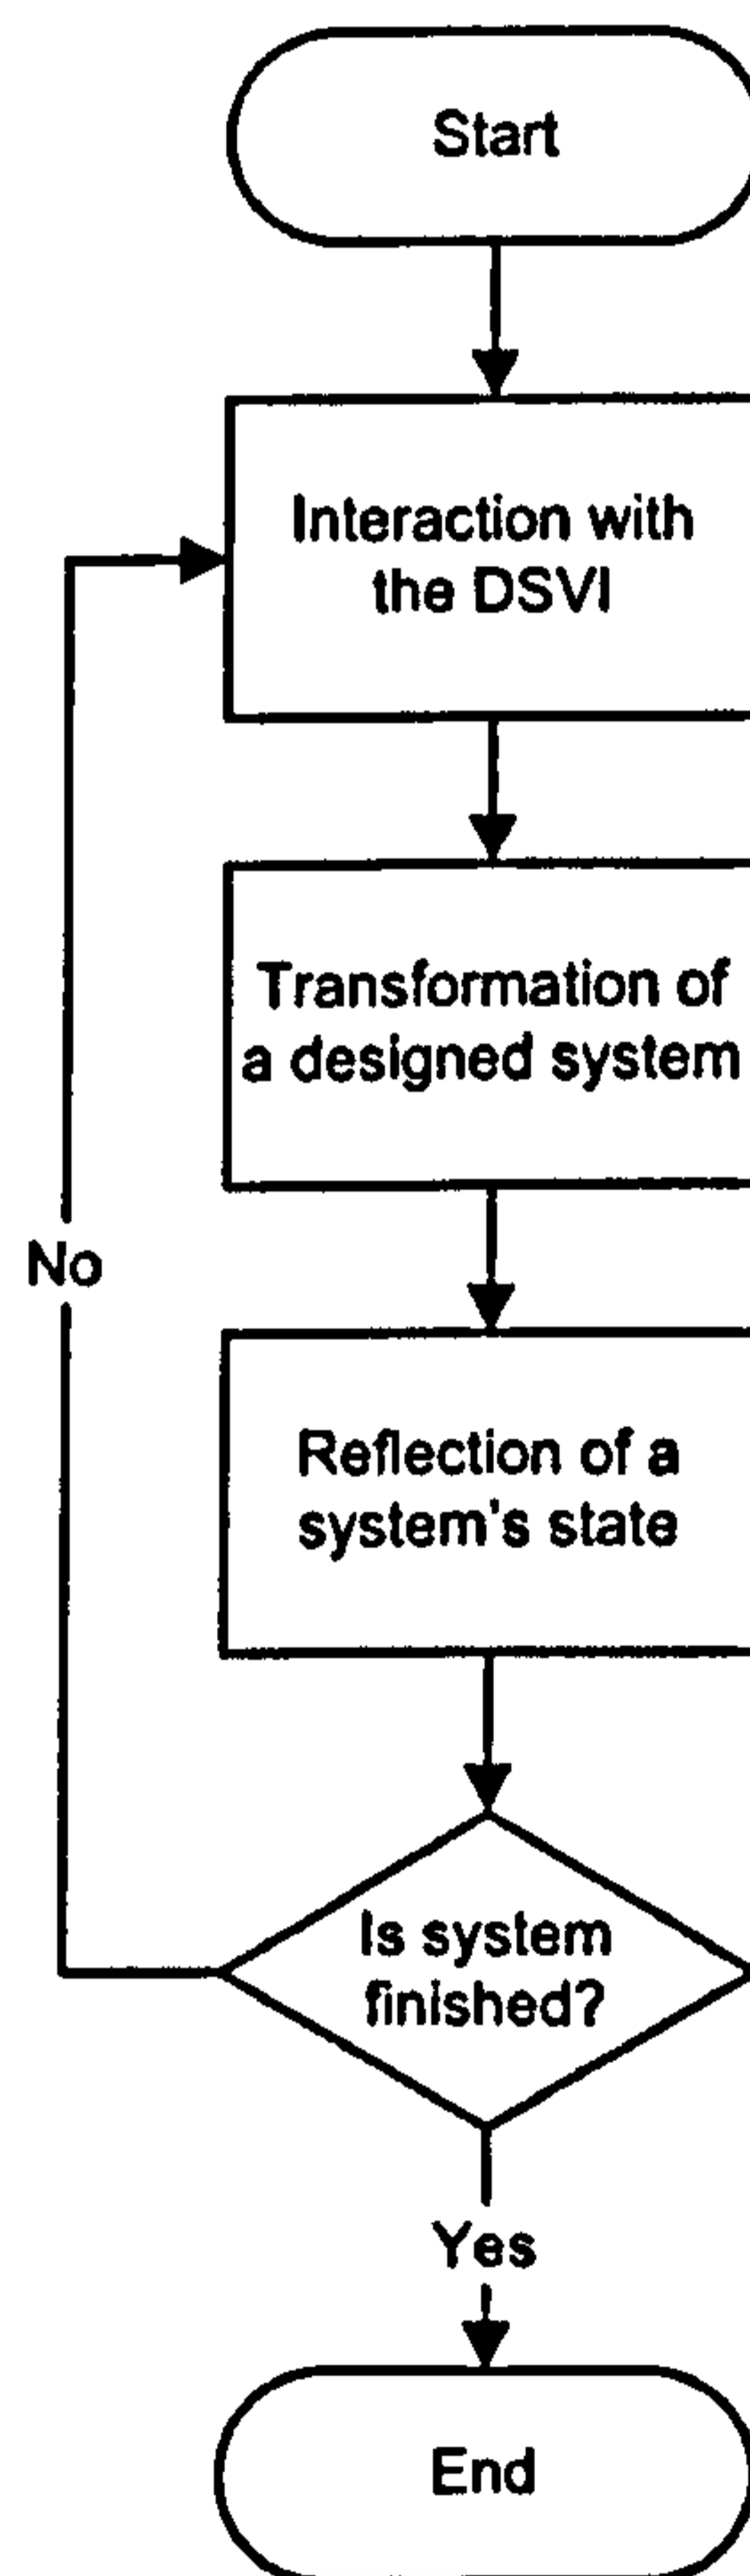 Start
Interaction with
the DSVI
Transformation of
a designed system
No
Reflection of a
system's state
Is system
finished?
Yes
End